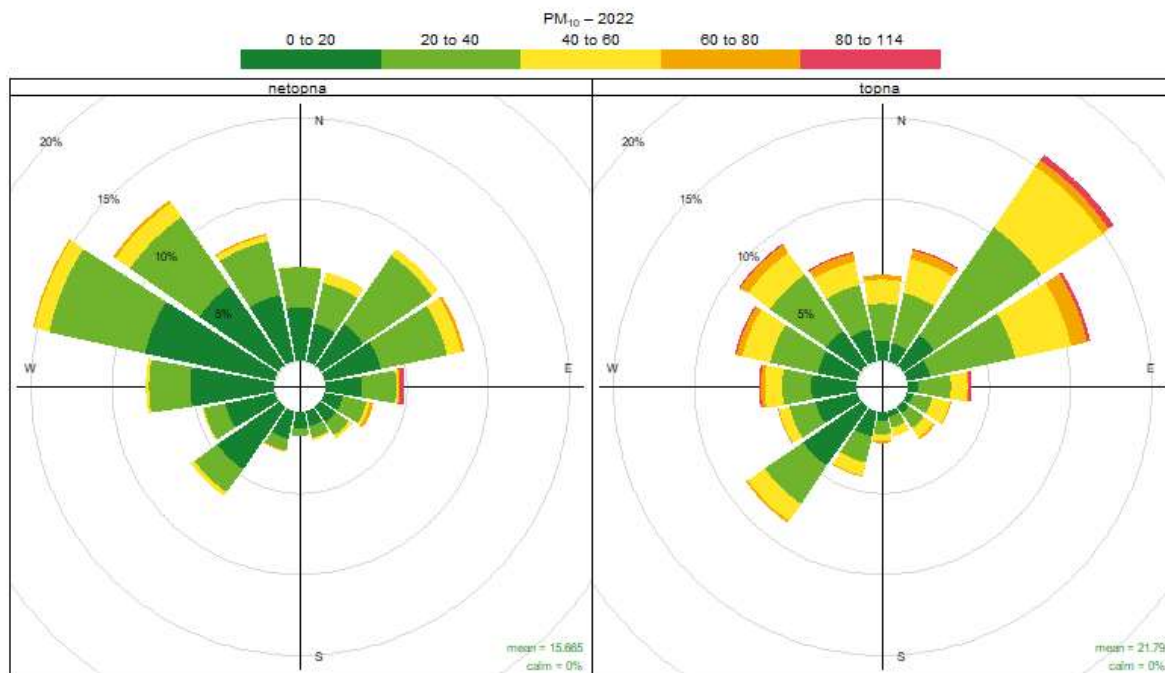 PM₁₀ – 2022
0 to 20 20 to 40 40 to 60 60 to 80 80 to 114
netopna
20%
15%
10%
5%
N
W
E
S
mean = 15.665
calm = 0%
topna
20%
15%
10%
5%
N
W
E
S
mean = 21.79
calm = 0%